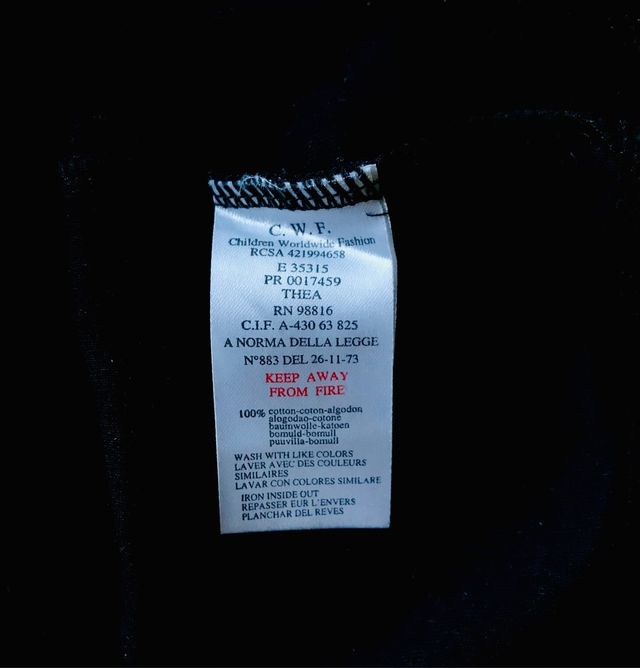 C. W. F.
Children Worldwide Fashion
RCSA 421994658
E 35315
PR 0017459
THEA
RN 98816
C.I.F. A-430 63 825
A NORMA DELLA LEGGE
N°883 DEL 26-11-73
KEEP AWAY
FROM FIRE
100% cotton-coton-algodon
alogodao-cotone
baumwolle-katoen
bomuld-bomull
puuvilla-bomull
WASH WITH LIKE COLORS
LAVER AVEC DES COULEURS
SIMILAIRES
LAVAR CON COLORES SIMILARE
IRON INSIDE OUT
REPASSER EUR L'ENVERS
PLANCHAR DEL REVES